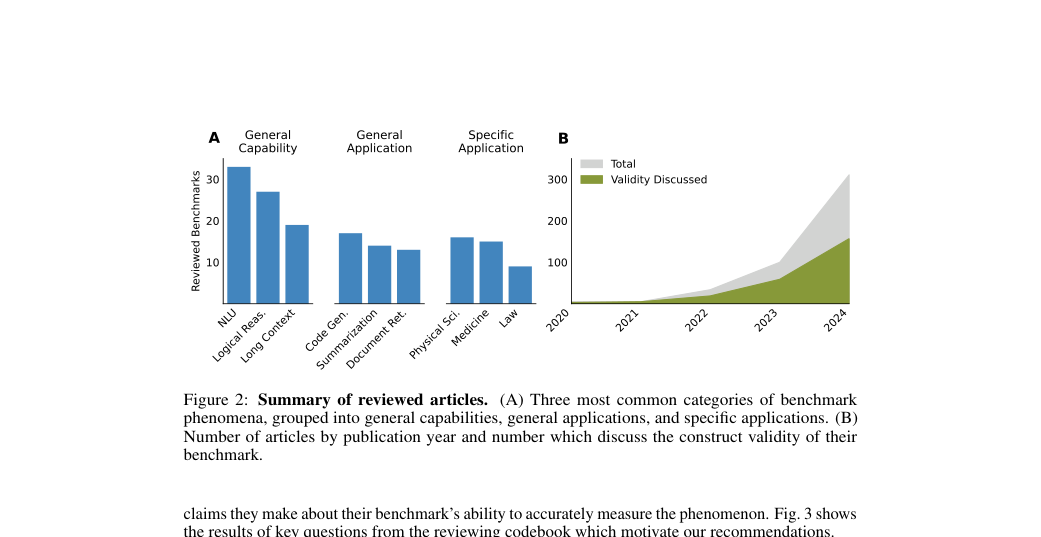 A
General
Capability
General
Application
Specific
Application
Reviewed Benchmarks
30
20
10
NLU
Logical Reas.
Long Context
Code Gen.
Summarization
Document Ret.
Physical Sci.
Medicine
Law
B
Total
Validity Discussed
300
200
100
2020
2021
2022
2023
2024
Figure 2: Summary of reviewed articles. (A) Three most common categories of benchmark
phenomena, grouped into general capabilities, general applications, and specific applications. (B)
Number of articles by publication year and number which discuss the construct validity of their
benchmark.
claims they make about their benchmark's ability to accurately measure the phenomenon. Fig. 3 shows
the results of key questions from the reviewing codebook which motivate our recommendations.